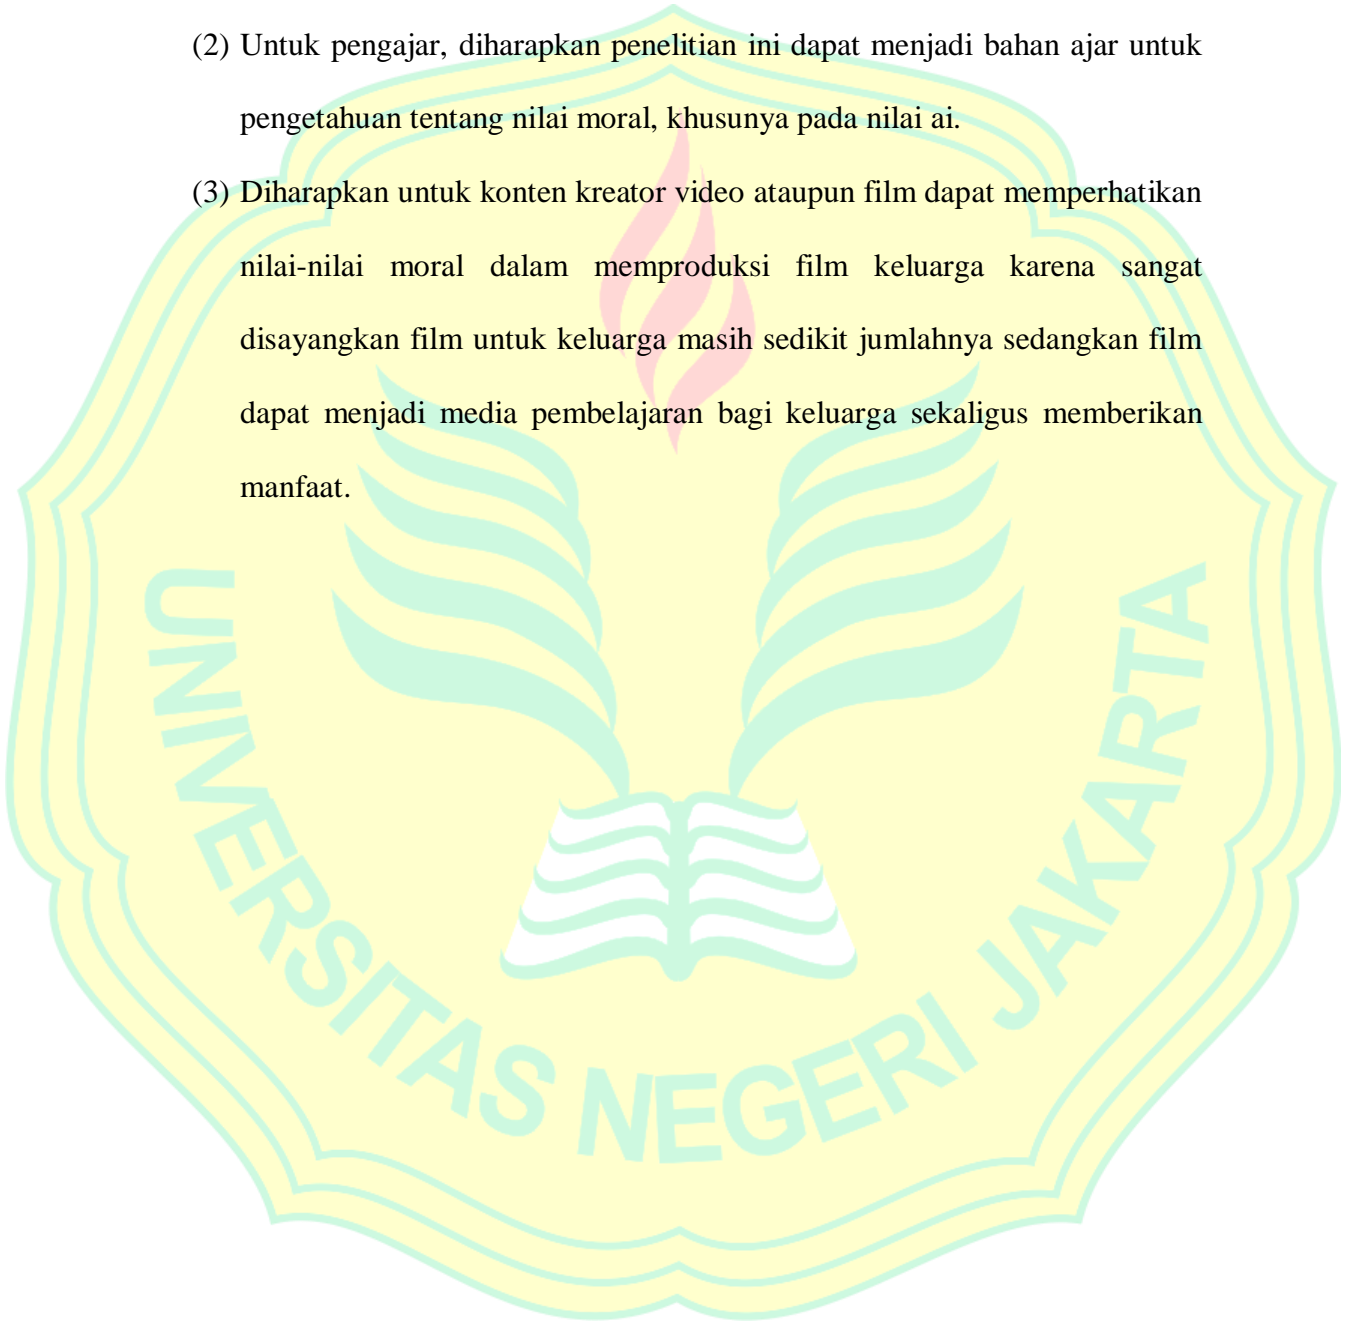 (2) Untuk pengajar, diharapkan penelitian ini dapat menjadi bahan ajar untuk
pengetahuan tentang nilai moral, khusunya pada nilai ai.
(3) Diharapkan untuk konten kreator video ataupun film dapat memperhatikan
nilai-nilai moral dalam memproduksi film keluarga karena sangat
disayangkan film untuk keluarga masih sedikit jumlahnya sedangkan film
dapat menjadi media pembelajaran bagi keluarga sekaligus memberikan
manfaat.
UNIVERSITAS NEGERI JAKARTA